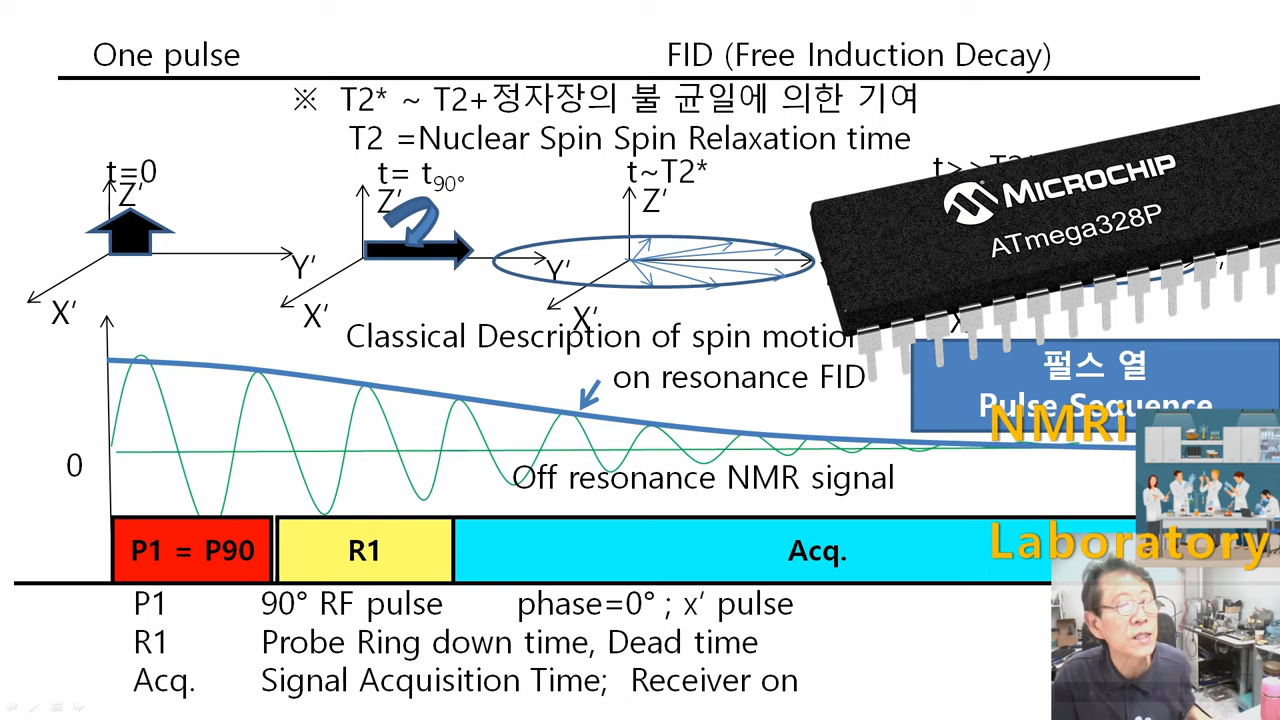 One pulse
FID (Free Induction Decay)
※ T2* ~ T2+정자장의 불 균일에 의한 기여
T2 =Nuclear Spin Spin Relaxation time
t=0
t= t90°
t~T2*
Z'
Z'
Z'
Y'
Y'
X'
X'
X'
MICROCHIP
ATmega328P
Classical Description of spin motion
on resonance FID
펄스 열
Pulse Sequence
NMRi
0
Off resonance NMR signal
Laboratory
P1 = P90
R1
Acq.
P1 90° RF pulse phase=0° ; x' pulse
R1 Probe Ring down time, Dead time
Acq. Signal Acquisition Time; Receiver on